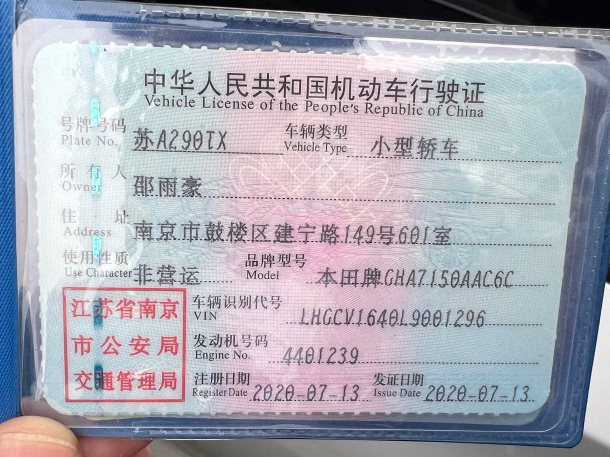 中华人民共和国机动车行驶证
Vehicle License of the People's Republic of China
号牌号码 苏A290TX 车辆类型 小型轿车
Plate No. Vehicle Type
所有人 邵雨豪
Owner
住址 南京市鼓楼区建宁路149号601室
Address
使用性质 非营运 品牌型号 本田牌GHA7150AAC6C
Use Character Model
江苏省南京市公安局交通管理局
车辆识别代号 LHGCV1640L9001296
VIN
发动机号码 4401239
Engine No.
注册日期 2020-07-13 发证日期 2020-07-13
Register Date Issue Date